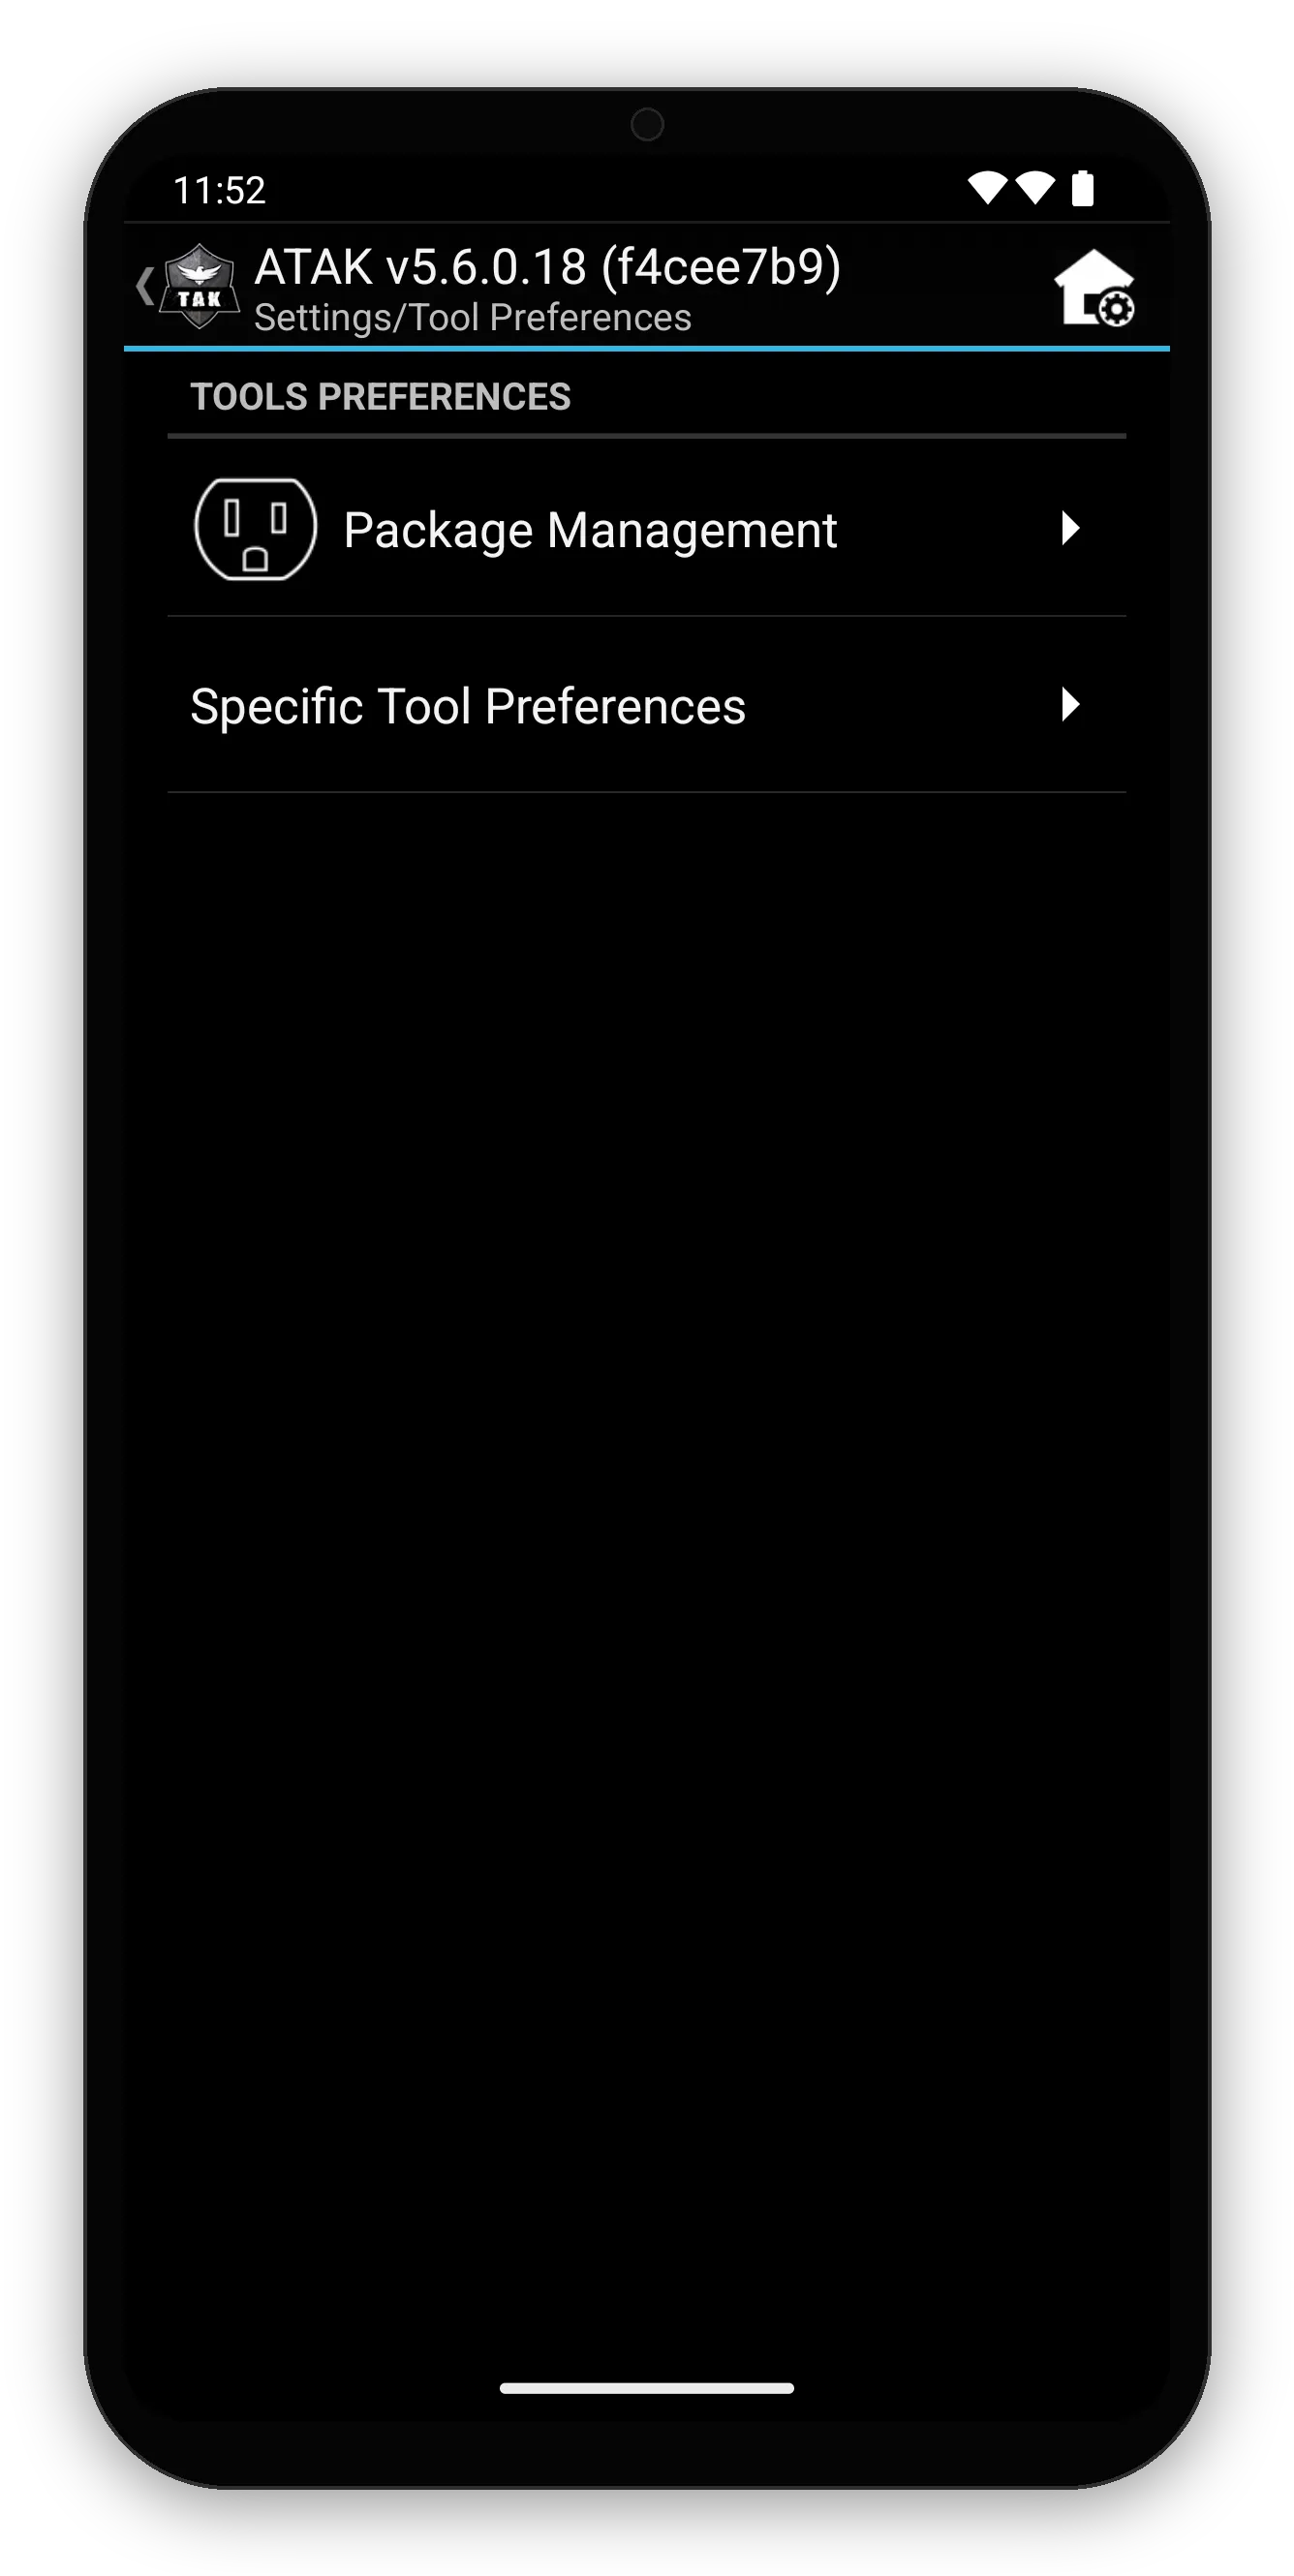 11:52
TAK
ATAK v5.6.0.18 (f4cee7b9)
Settings/Tool Preferences
TOOLS PREFERENCES
Package Management
Specific Tool Preferences